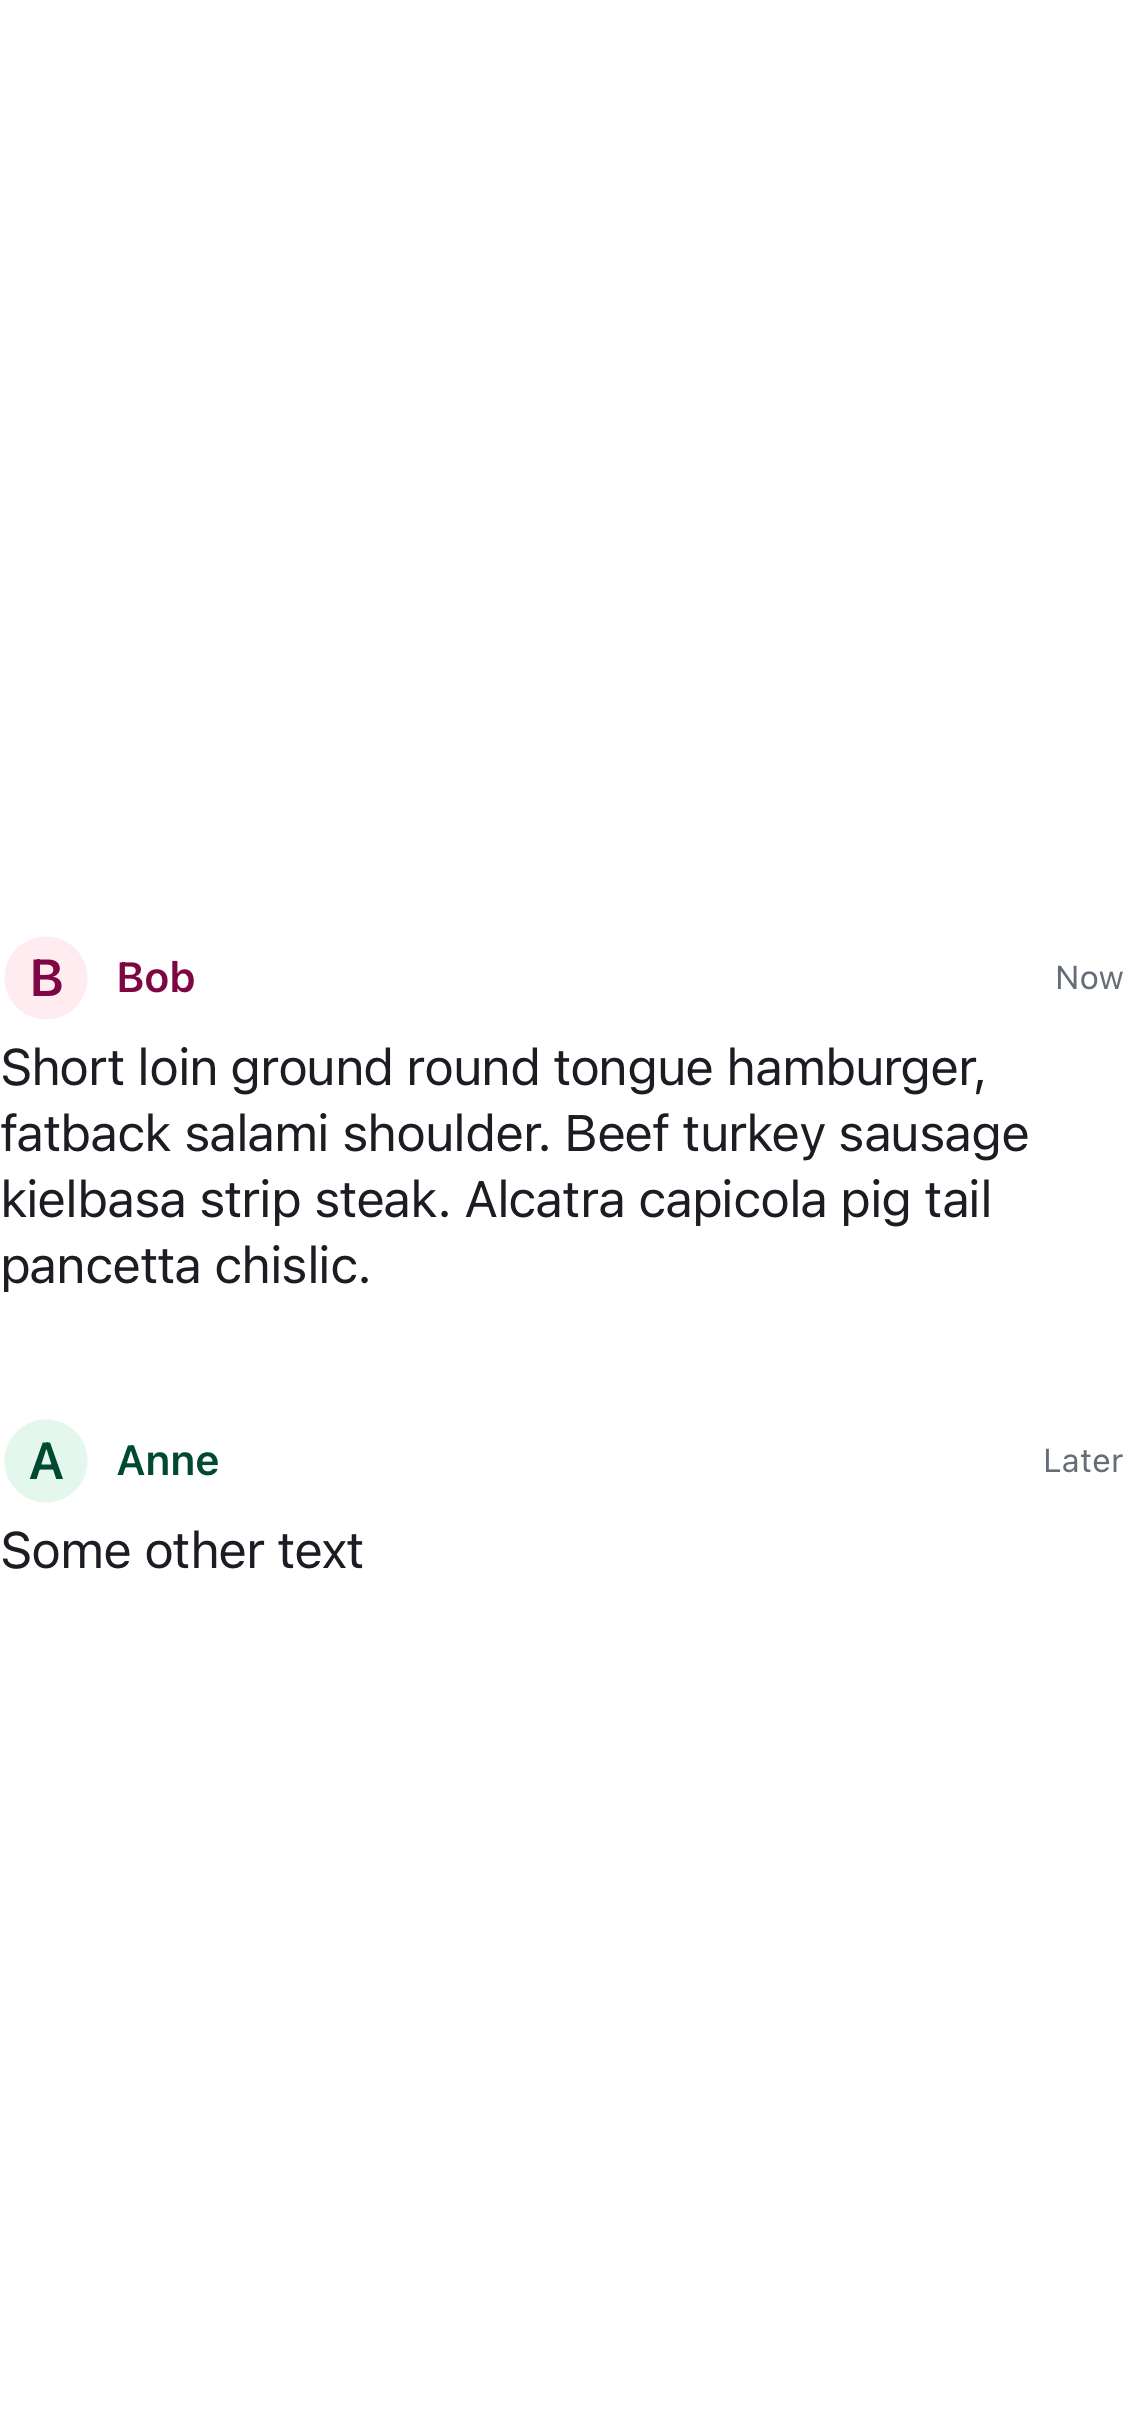 B Bob Now
Short loin ground round tongue hamburger,
fatback salami shoulder. Beef turkey sausage
kielbasa strip steak. Alcatra capicola pig tail
pancetta chislic.
A Anne Later
Some other text